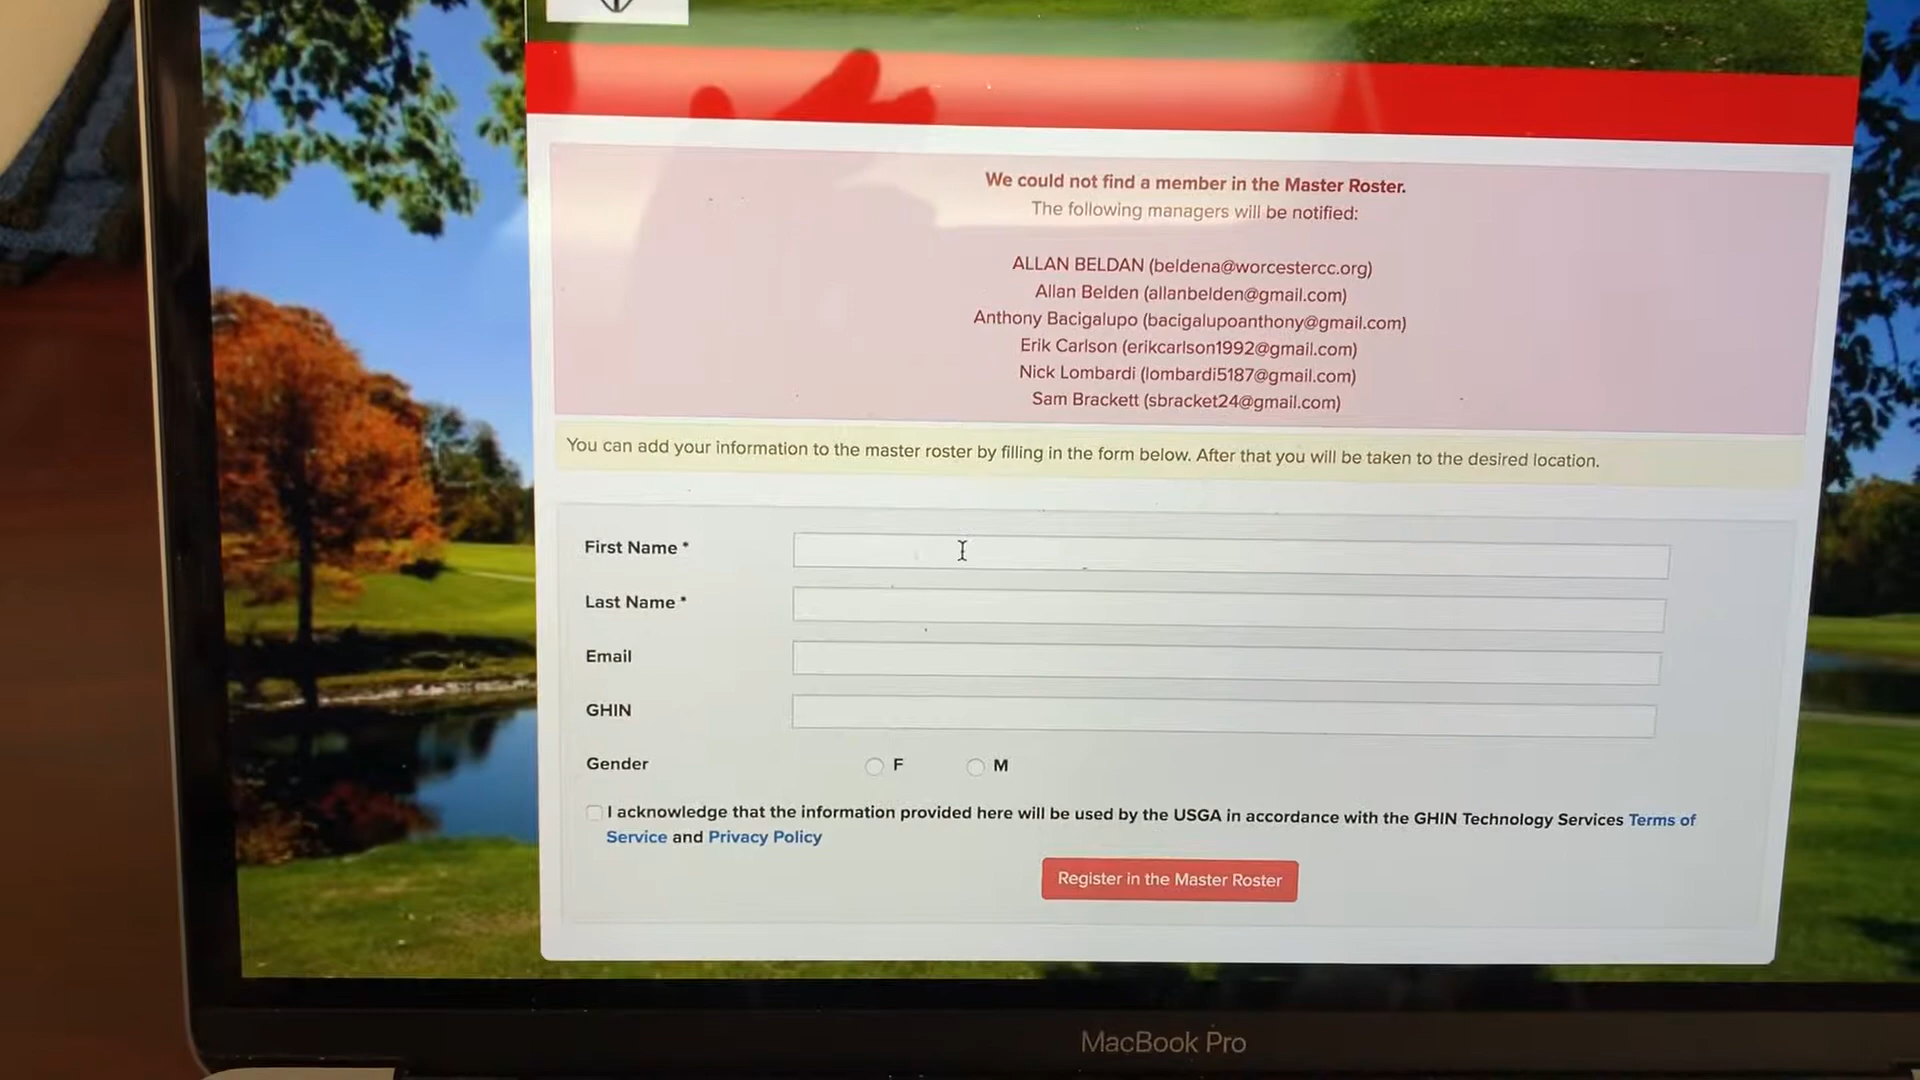 We could not find a member in the Master Roster.
The following managers will be notified:
ALLAN BELDAN (beldena@worcestercc.org)
Allan Belden (allanbelden@gmail.com)
Anthony Bacigalupo (bacigalupoanthony@gmail.com)
Erik Carlson (erikcarlson1992@gmail.com)
Nick Lombardi (lombardi5187@gmail.com)
Sam Brackett (sbracket24@gmail.com)
You can add your information to the master roster by filling in the form below. After that you will be taken to the desired location.
First Name *
Last Name *
Email
GHIN
Gender F M
I acknowledge that the information provided here will be used by the USGA in accordance with the GHIN Technology Services Terms of
Service and Privacy Policy
Register in the Master Roster
MacBook Pro